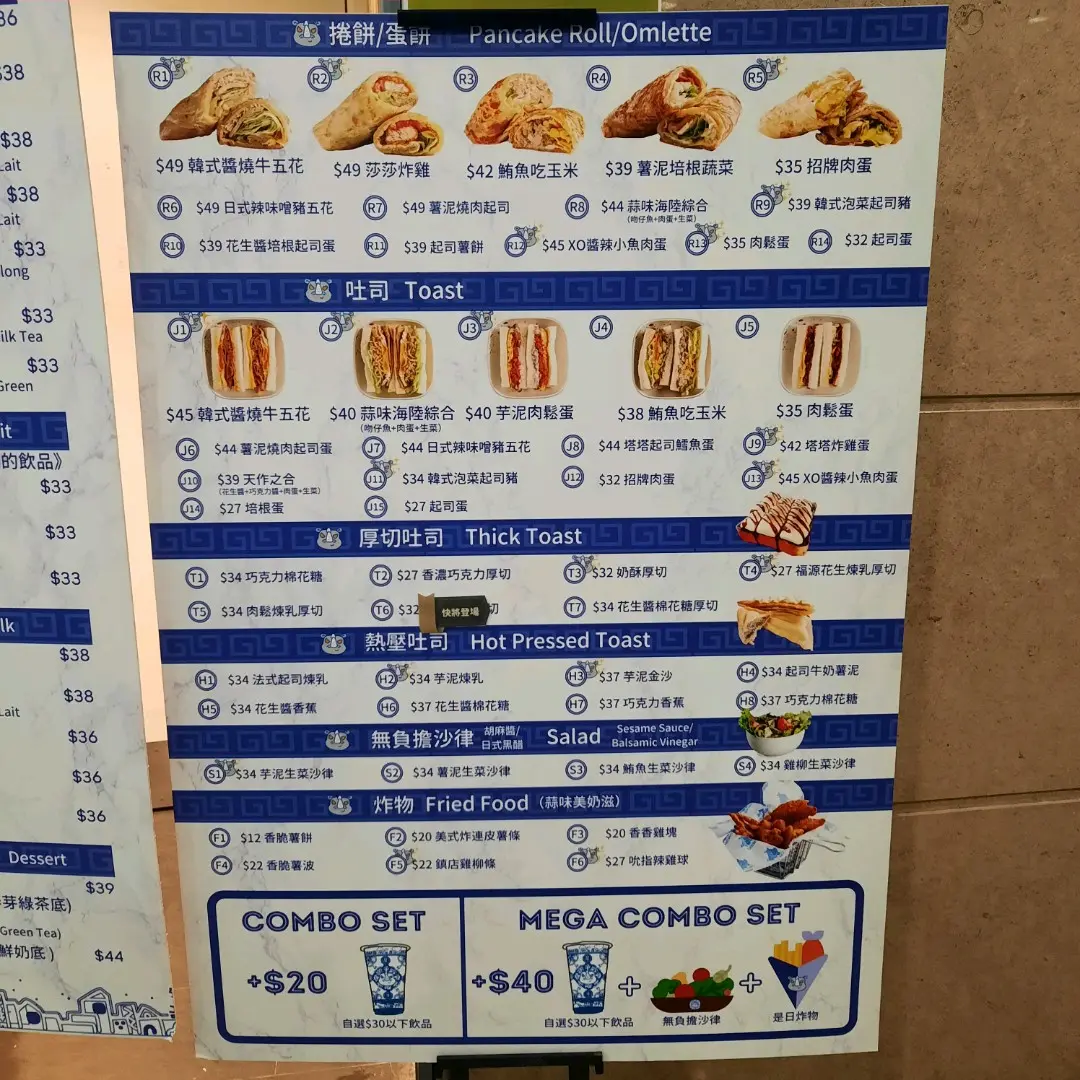 36
$38
$38
Lait
$38
Lait
$33
long
$33
ilk Tea
$33
Green
it
的飲品》
$33
$33
$33
lk
$38
$38
Lait
$36
$36
$36
Dessert
$39
芽綠茶底)
Green Tea)
鮮奶底 )
$44
捲餅/蛋餅 Pancake Roll/Omlette
R1 R2 R3 R4 R5
$49 韓式醬燒牛五花
$49 莎莎炸雞
$42 鮪魚吃玉米
$39 薯泥培根蔬菜
$35 招牌肉蛋
R6 $49 日式辣味噌豬五花
R7 $49 薯泥燒肉起司
R8 $44 蒜味海陸綜合
(吻仔魚+肉蛋+生菜)
R9 $39 韓式泡菜起司豬
R10 $39 花生醬培根起司蛋
R11 $39 起司薯餅
R12 $45 XO醬辣小魚肉蛋
R13 $35 肉鬆蛋
R14 $32 起司蛋
吐司 Toast
J1 J2 J3 J4 J5
$45 韓式醬燒牛五花
$40 蒜味海陸綜合
(吻仔魚+肉蛋+生菜)
$40 芋泥肉鬆蛋
$38 鮪魚吃玉米
$35 肉鬆蛋
J6 $44 薯泥燒肉起司蛋
J7 $44 日式辣味噌豬五花
J8 $44 塔塔起司鱈魚蛋
J9 $42 塔塔炸雞蛋
J10 $39 天作之合
(花生醬+巧克力醬+肉蛋+生菜)
J11 $34 韓式泡菜起司豬
J12 $32 招牌肉蛋
J13 $45 XO醬辣小魚肉蛋
J14 $27 培根蛋
J15 $27 起司蛋
厚切吐司 Thick Toast
T1 $34 巧克力棉花糖
T2 $27 香濃巧克力厚切
T3 $32 奶酥厚切
T4 $27 福源花生煉乳厚切
T5 $34 肉鬆煉乳厚切
T6 $32 快將登場 切
T7 $34 花生醬棉花糖厚切
熱壓吐司 Hot Pressed Toast
H1 $34 法式起司煉乳
H2 $34 芋泥煉乳
H3 $37 芋泥金沙
H4 $34 起司牛奶薯泥
H5 $34 花生醬香蕉
H6 $37 花生醬棉花糖
H7 $37 巧克力香蕉
H8 $37 巧克力棉花糖
無負擔沙律 胡麻醬/
日式黑醋
Salad Sesame Sauce/
Balsamic Vinegar
S1 $34 芋泥生菜沙律
S2 $34 薯泥生菜沙律
S3 $34 鮪魚生菜沙律
S4 $34 雞柳生菜沙律
炸物 Fried Food (蒜味美奶滋)
F1 $12 香脆薯餅
F2 $20 美式炸連皮薯條
F3 $20 香香雞塊
F4 $22 香脆薯波
F5 $22 鎮店雞柳條
F6 $27 吮指辣雞球
COMBO SET
+$20
自選$30以下飲品
MEGA COMBO SET
+$40 + +
自選$30以下飲品
無負擔沙律
是日炸物